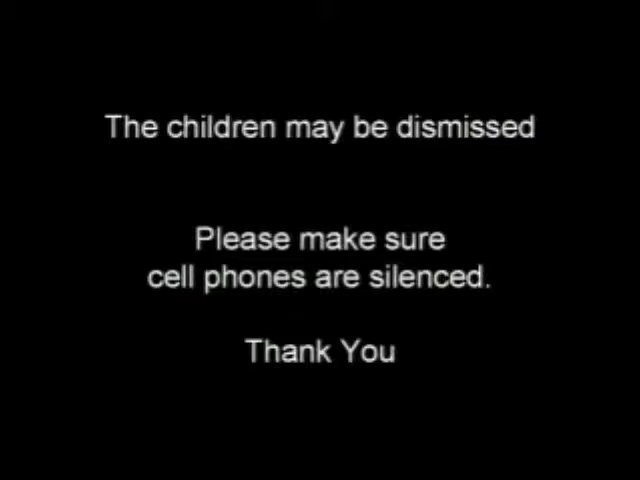 The children may be dismissed
Please make sure
cell phones are silenced.
Thank You